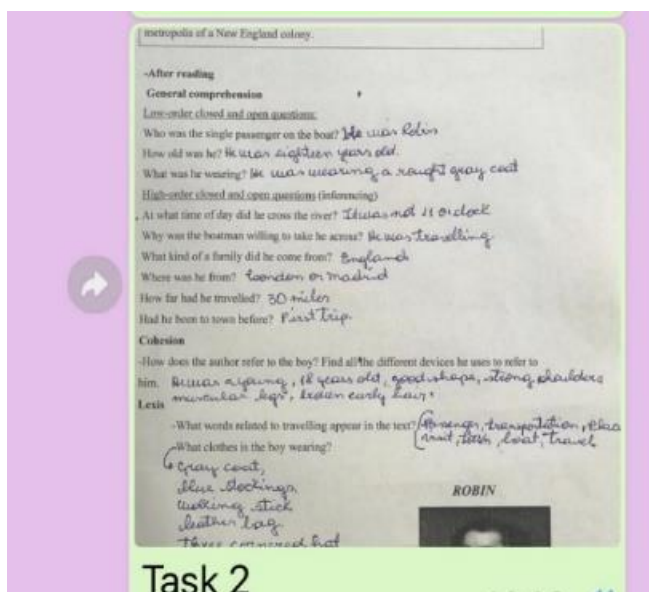 metropolis of a New England colony.
-After reading
General comprehension
Low-order closed and open questions:
Who was the single passenger on the boat? He was Robin
How old was he? He was eighteen years old.
What was he wearing? He was wearing a rought gray coat
High-order closed and open questions (inferencing)
At what time of day did he cross the river? It was not 11 o'clock
Why was the boatman willing to take he across? He was travelling
What kind of a family did he come from? England
Where was he from? London or Madrid
How far had he travelled? 30 miles
Had he been to town before? First trip.
Cohesion
-How does the author refer to the boy? Find all the different devices he uses to refer to
him. He was a young, 18 years old, good shape, strong shoulders
muscular legs, curly hair.
Lexis
-What words related to travelling appear in the text? Passenger, transportation,
visit, boat, travel
-What clothes is the boy wearing?
Gray coat,
blue stockings,
walking stick
leather bag
Three cornered hat
ROBIN
Task 2